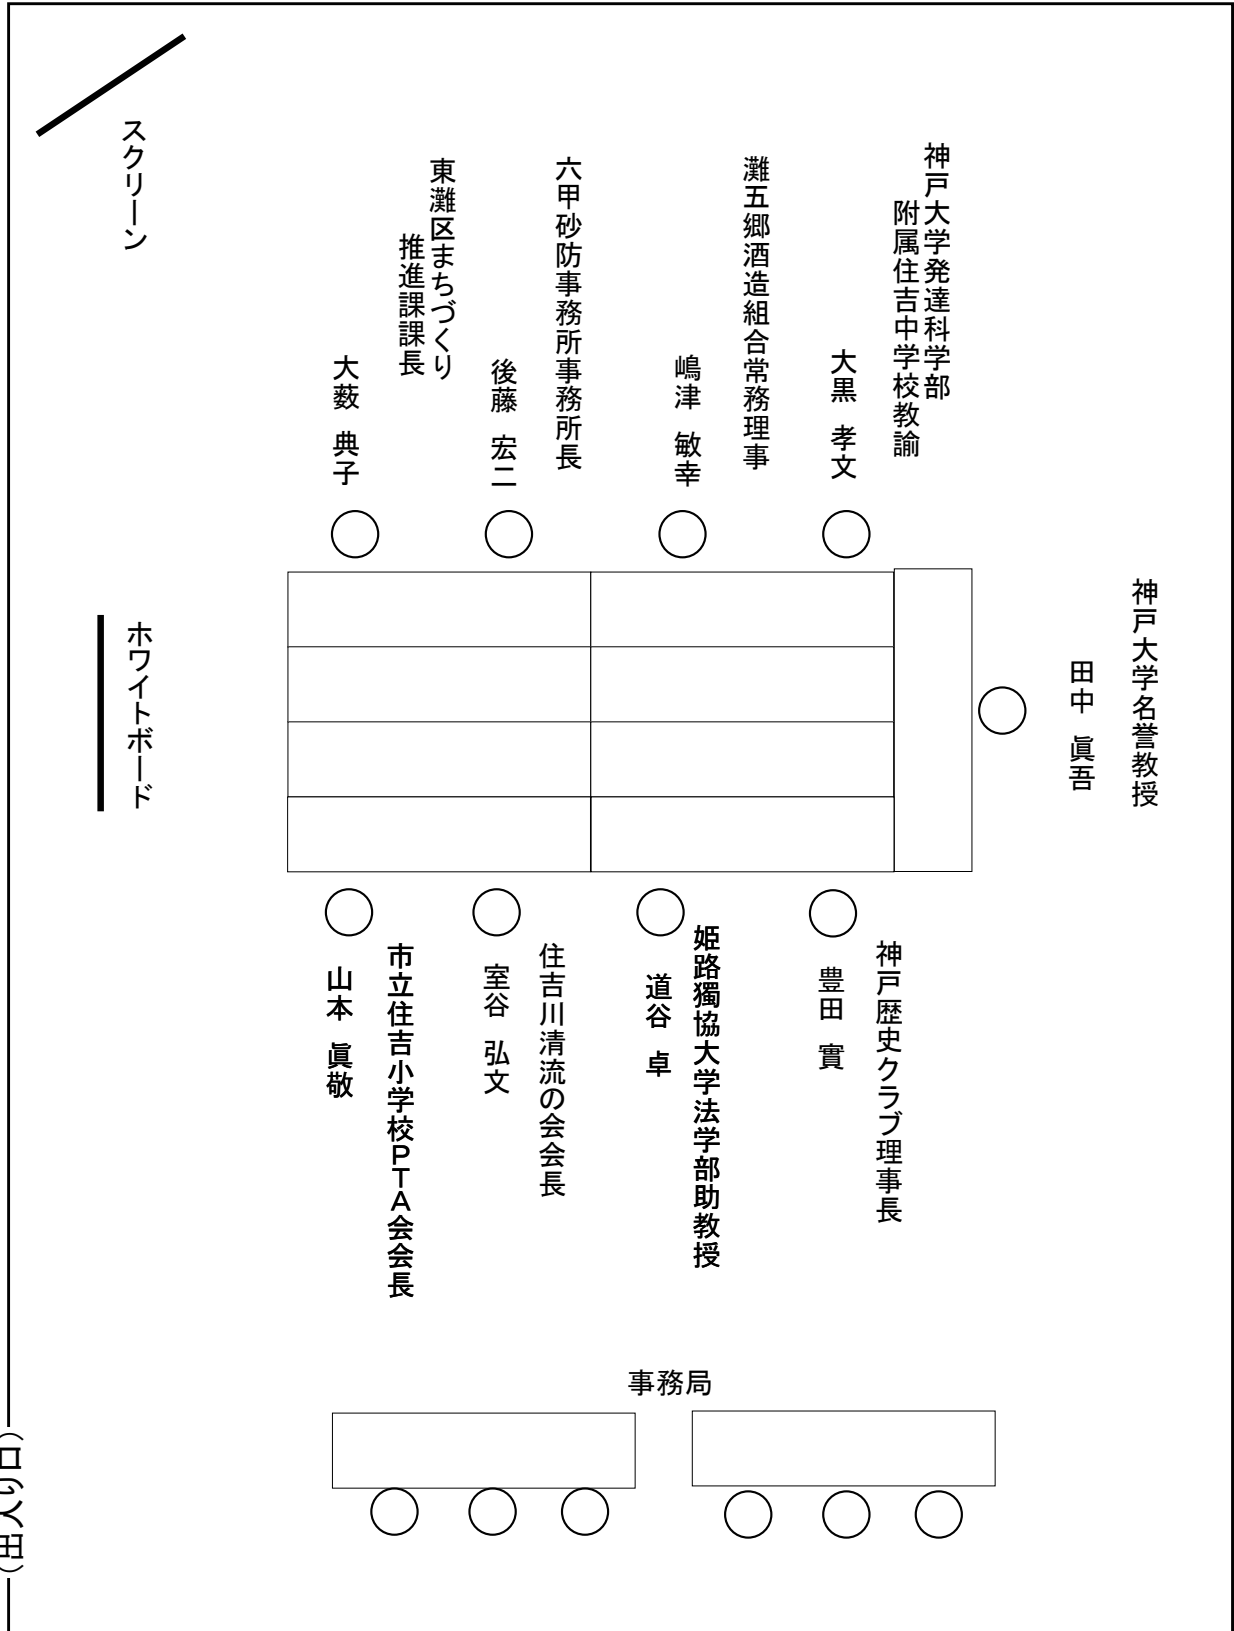 スクリーン
神戸大学発達科学部
附属住吉中学校教諭
大黒 孝文
灘五郷酒造組合常務理事
嶋津 敏幸
六甲砂防事務所事務所長
後藤 宏二
東灘区まちづくり
推進課課長
大薮 典子
神戸大学名誉教授
田中 眞吾
ホワイトボード
神戸歴史クラブ理事長
豊田 實
姫路獨協大学法学部助教授
道谷 卓
住吉川清流の会会長
室谷 弘文
市立住吉小学校PTA会会長
山本 眞敬
事務局
（出入り口）